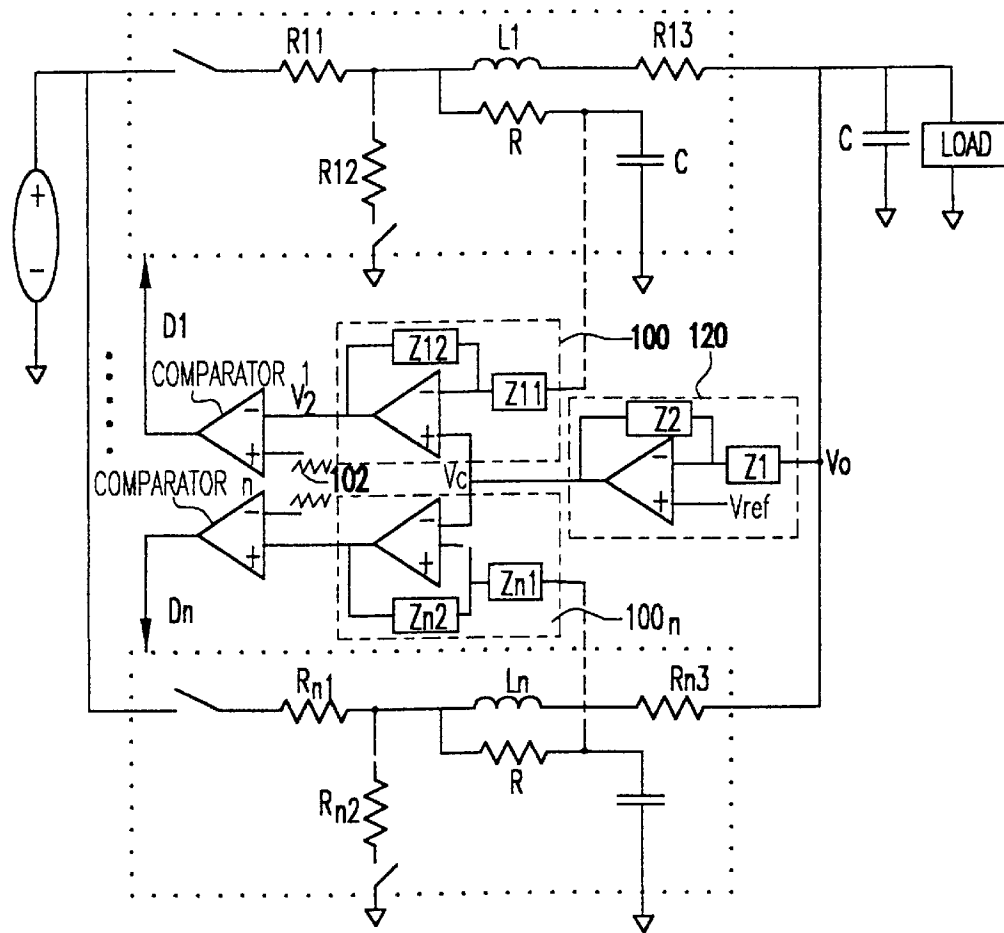 R11
L1
R13
R
R12
C
C
LOAD
+
−
D1
COMPARATOR 1
V2
Z12
Z11
100
120
Z2
Z1
Vo
−
+
−
+
−
+
Vref
102
Vc
COMPARATOR n
−
+
−
+
Zn1
Zn2
100n
Dn
Rn1
Ln
Rn3
R
Rn2